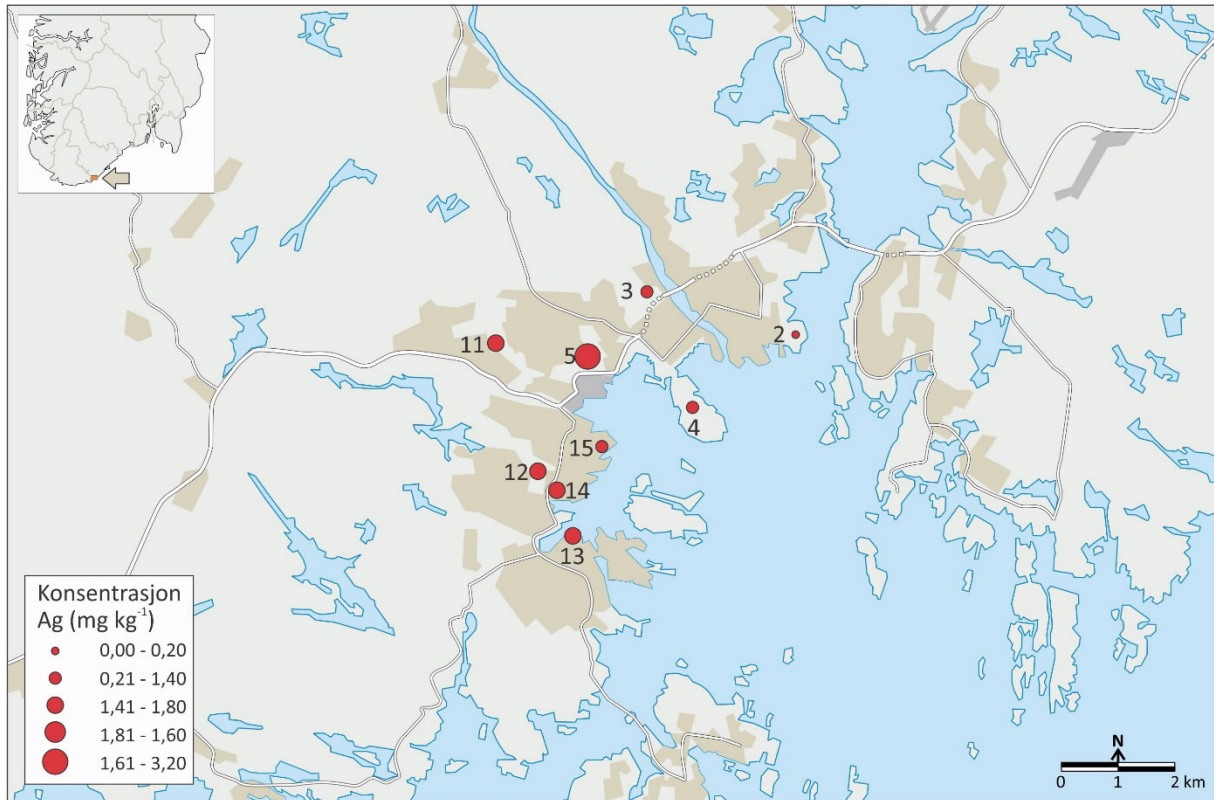 3
2
11
5
4
15
12
14
13
Konsentrasjon
Ag (mg kg⁻¹)
0,00 - 0,20
0,21 - 1,40
1,41 - 1,80
1,81 - 1,60
1,61 - 3,20
N
0 1 2 km